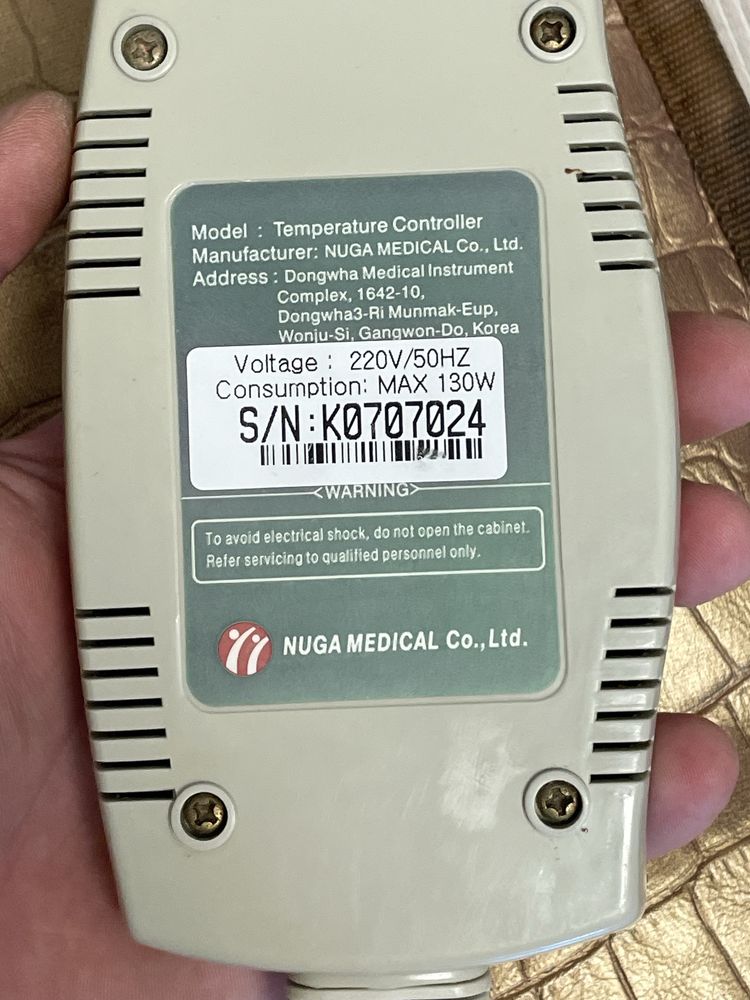 Model : Temperature Controller
Manufacturer: NUGA MEDICAL Co., Ltd.
Address : Dongwha Medical Instrument
Complex, 1642-10,
Dongwha3-Ri Munmak-Eup,
Wonju-Si, Gangwon-Do, Korea
Voltage : 220V/50HZ
Consumption: MAX 130W
S/N:K0707024
<WARNING>
To avoid electrical shock, do not open the cabinet.
Refer servicing to qualified personnel only.
NUGA MEDICAL Co.,Ltd.